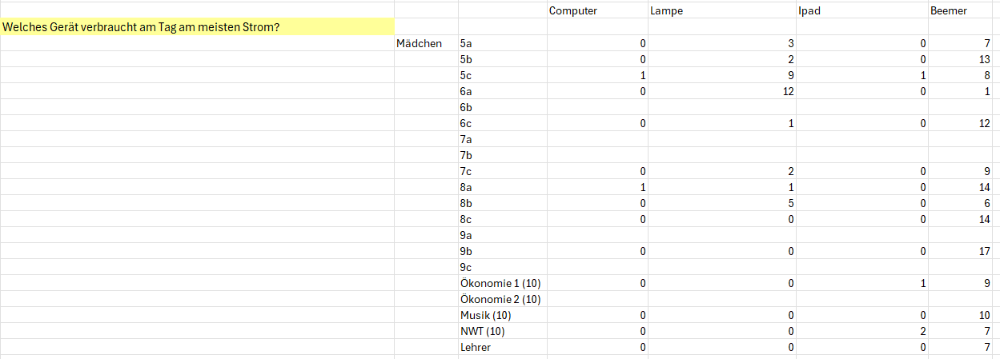 Computer Lampe Ipad Beemer
Welches Gerät verbraucht am Tag am meisten Strom?
Mädchen 5a 0 3 0 7
5b 0 2 0 13
5c 1 9 1 8
6a 0 12 0 1
6b
6c 0 1 0 12
7a
7b
7c 0 2 0 9
8a 1 1 0 14
8b 0 5 0 6
8c 0 0 0 14
9a
9b 0 0 0 17
9c
Ökonomie 1 (10) 0 0 1 9
Ökonomie 2 (10)
Musik (10) 0 0 0 10
NWT (10) 0 0 2 7
Lehrer 0 0 0 7